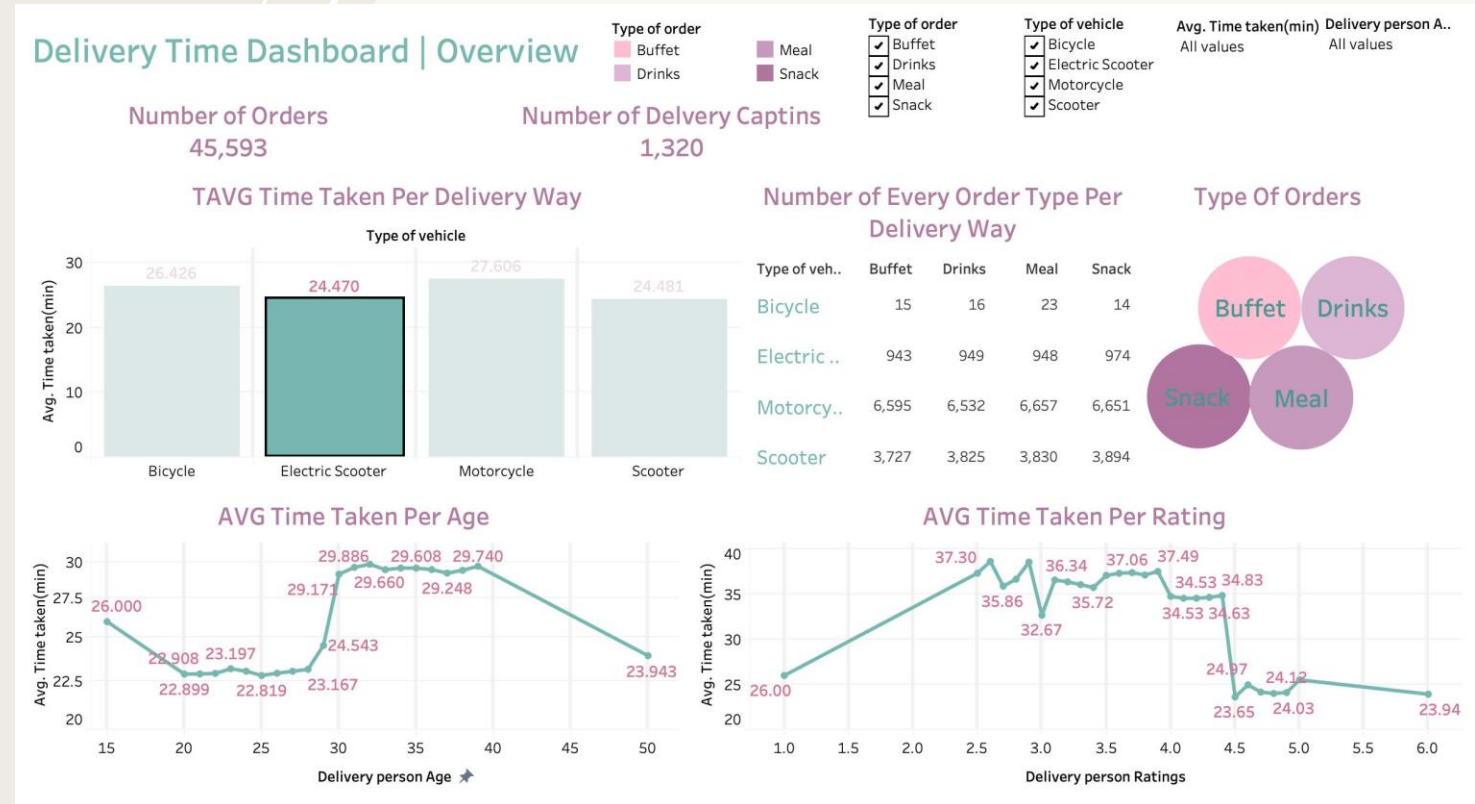 Delivery Time Dashboard | Overview
Type of order
Buffet
Meal
Drinks
Snack
Type of order
Buffet
Drinks
Meal
Snack
Type of vehicle
Bicycle
Electric Scooter
Motorcycle
Scooter
Avg. Time taken(min)
All values
Delivery person A..
All values
Number of Orders
45,593
Number of Delvery Captins
1,320
TAVG Time Taken Per Delivery Way
Type of vehicle
Avg. Time taken(min)
30
20
10
0
26.426
24.470
27.606
24.481
Bicycle
Electric Scooter
Motorcycle
Scooter
Number of Every Order Type Per
Delivery Way
Type of veh.. Buffet Drinks Meal Snack
Bicycle 15 16 23 14
Electric .. 943 949 948 974
Motorcy.. 6,595 6,532 6,657 6,651
Scooter 3,727 3,825 3,830 3,894
Type Of Orders
Buffet
Drinks
Snack
Meal
AVG Time Taken Per Age
Avg. Time taken(min)
30
27.5
25
22.5
20
26.000
22.908
22.899
23.197
22.819
23.167
24.543
29.171
29.886
29.660
29.608
29.248
29.740
23.943
15 20 25 30 35 40 45 50
Delivery person Age
AVG Time Taken Per Rating
Avg. Time taken(min)
40
35
30
25
20
26.00
37.30
35.86
32.67
36.34
35.72
37.06
37.49
34.53
34.53
34.83
34.63
24.97
23.65
24.12
24.03
23.94
1.0 1.5 2.0 2.5 3.0 3.5 4.0 4.5 5.0 5.5 6.0
Delivery person Ratings